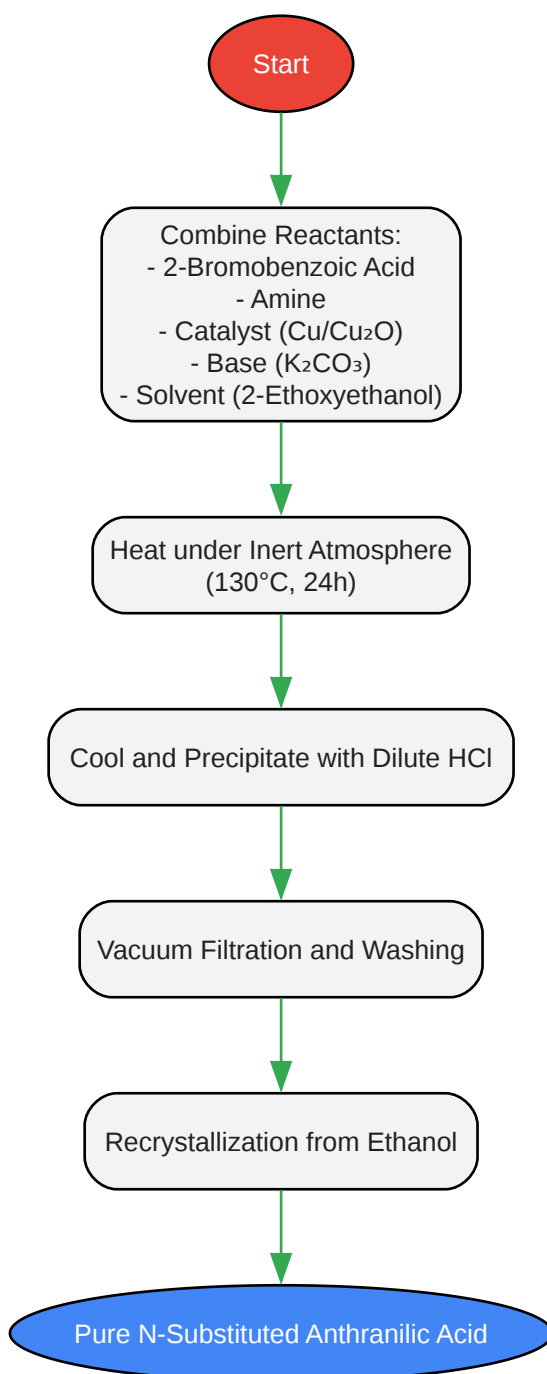 Start
Combine Reactants:
- 2-Bromobenzoic Acid
- Amine
- Catalyst (Cu/Cu₂O)
- Base (K₂CO₃)
- Solvent (2-Ethoxyethanol)
Heat under Inert Atmosphere
(130°C, 24h)
Cool and Precipitate with Dilute HCl
Vacuum Filtration and Washing
Recrystallization from Ethanol
Pure N-Substituted Anthranilic Acid